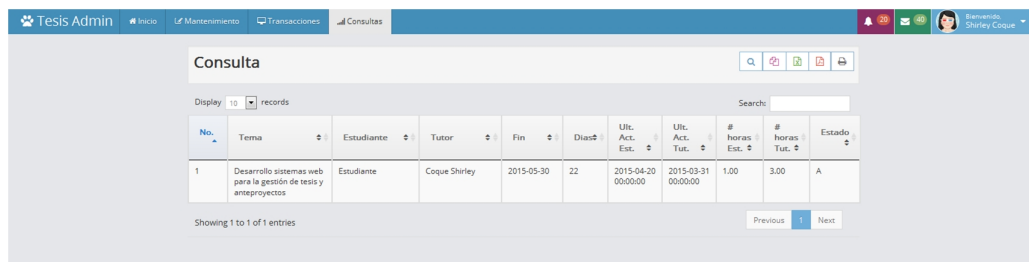 Tesis Admin Inicio Mantenimiento Transacciones Consultas 20 40 Bienvenido,
Shirley Coque
Consulta
Display 10 records Search:
No. Tema Estudiante Tutor Fin Dias Ult. Act. Est. Ult. Act. Tut. # horas Est. # horas Tut. Estado
1 Desarrollo sistemas web Estudiante Coque Shirley 2015-05-30 22 2015-04-20 2015-03-31 1.00 3.00 A
para la gestión de tesis y 00:00:00 00:00:00
anteproyectos
Showing 1 to 1 of 1 entries Previous 1 Next